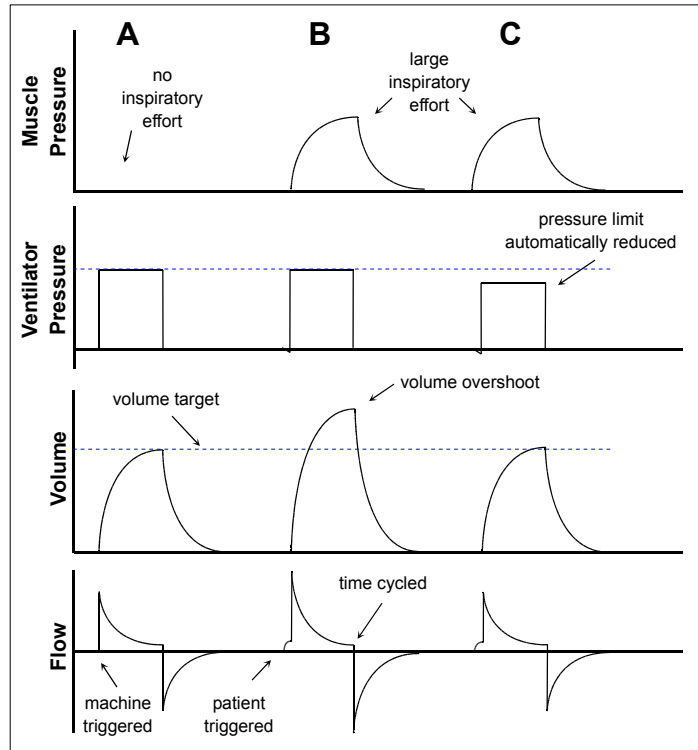 A
B
C
no
inspiratory
effort
large
inspiratory
effort
Muscle
Pressure
pressure limit
automatically reduced
Ventilator
Pressure
volume overshoot
volume target
Volume
time cycled
Flow
machine
triggered
patient
triggered